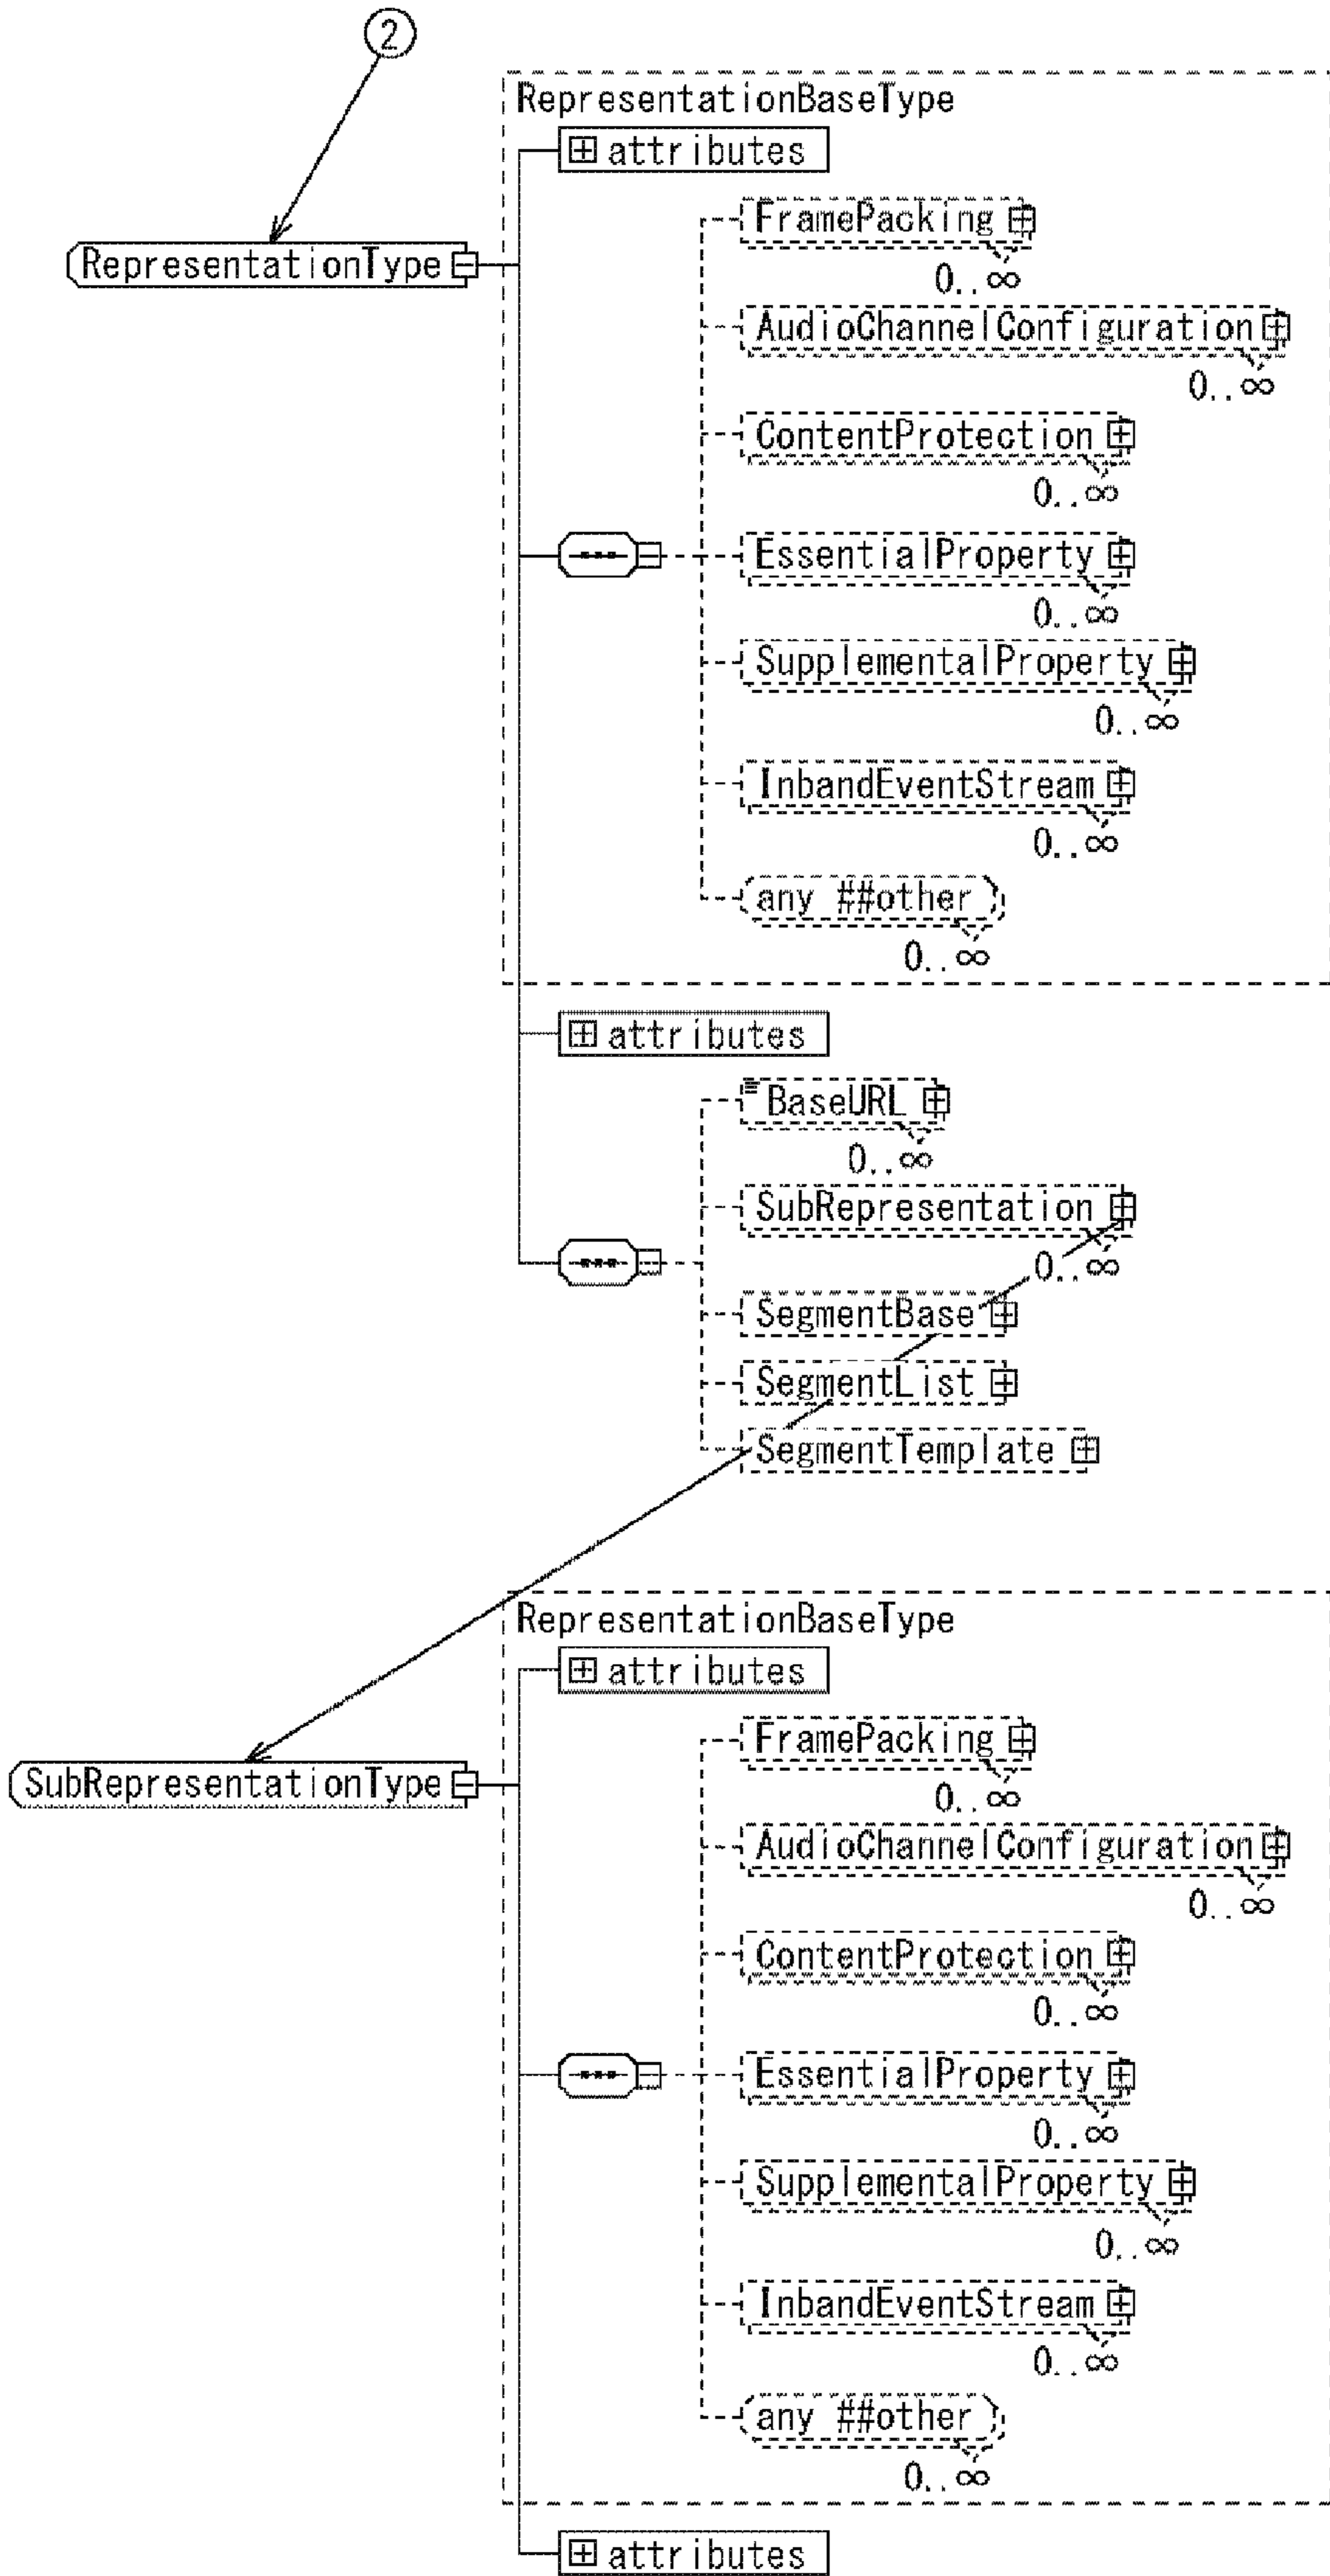 2
RepresentationBaseType
attributes
FramePacking
0..∞
RepresentationType
AudioChannelConfiguration
0..∞
ContentProtection
0..∞
EssentialProperty
0..∞
SupplementalProperty
0..∞
InbandEventStream
0..∞
any ##other
0..∞
attributes
BaseURL
0..∞
SubRepresentation
0..∞
SegmentBase
SegmentList
SegmentTemplate
RepresentationBaseType
attributes
FramePacking
0..∞
SubRepresentationType
AudioChannelConfiguration
0..∞
ContentProtection
0..∞
EssentialProperty
0..∞
SupplementalProperty
0..∞
InbandEventStream
0..∞
any ##other
0..∞
attributes